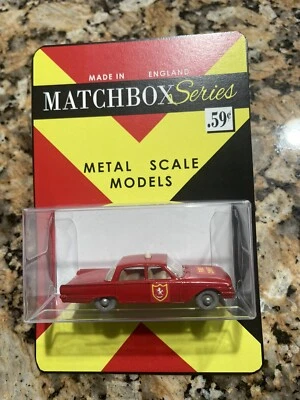 MADE IN ENGLAND
MATCHBOX Series
.59¢
METAL SCALE
MODELS